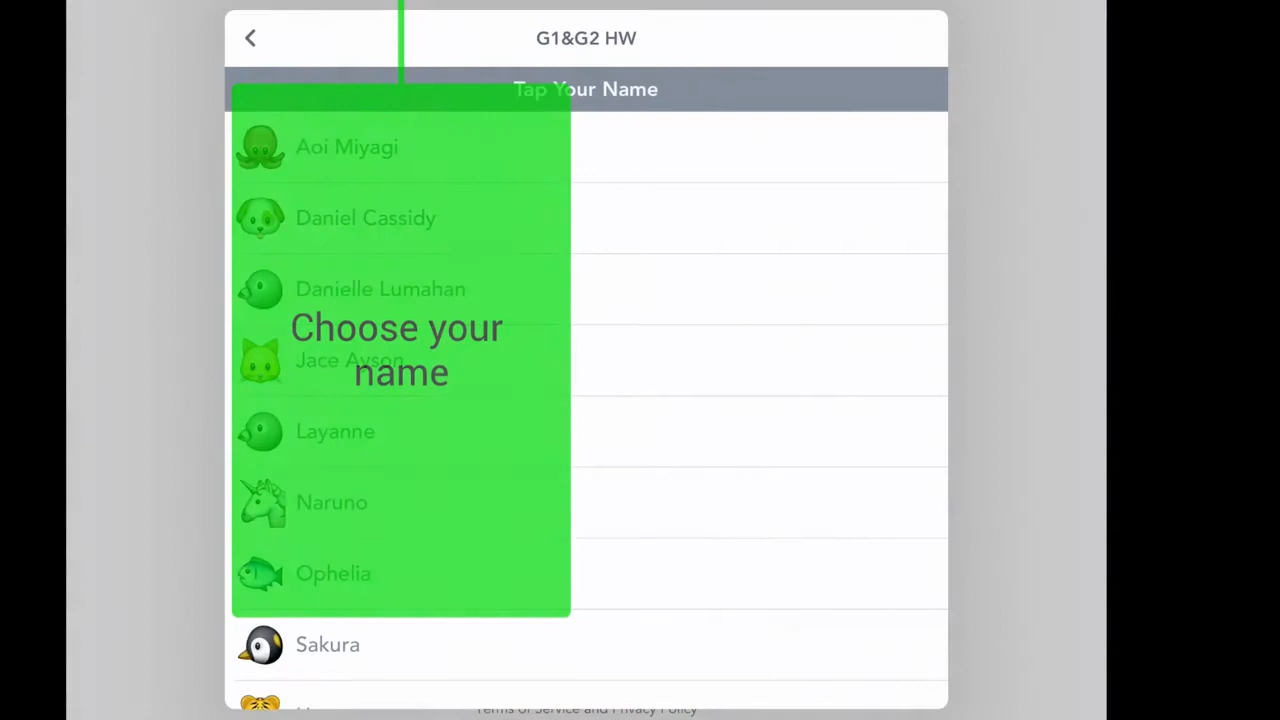 G1&G2 HW
Tap Your Name
Aoi Miyagi
Daniel Cassidy
Danielle Lumahan
Choose your
Jace Ayson
name
Layanne
Naruno
Ophelia
Sakura
Terms of Service and Privacy Policy